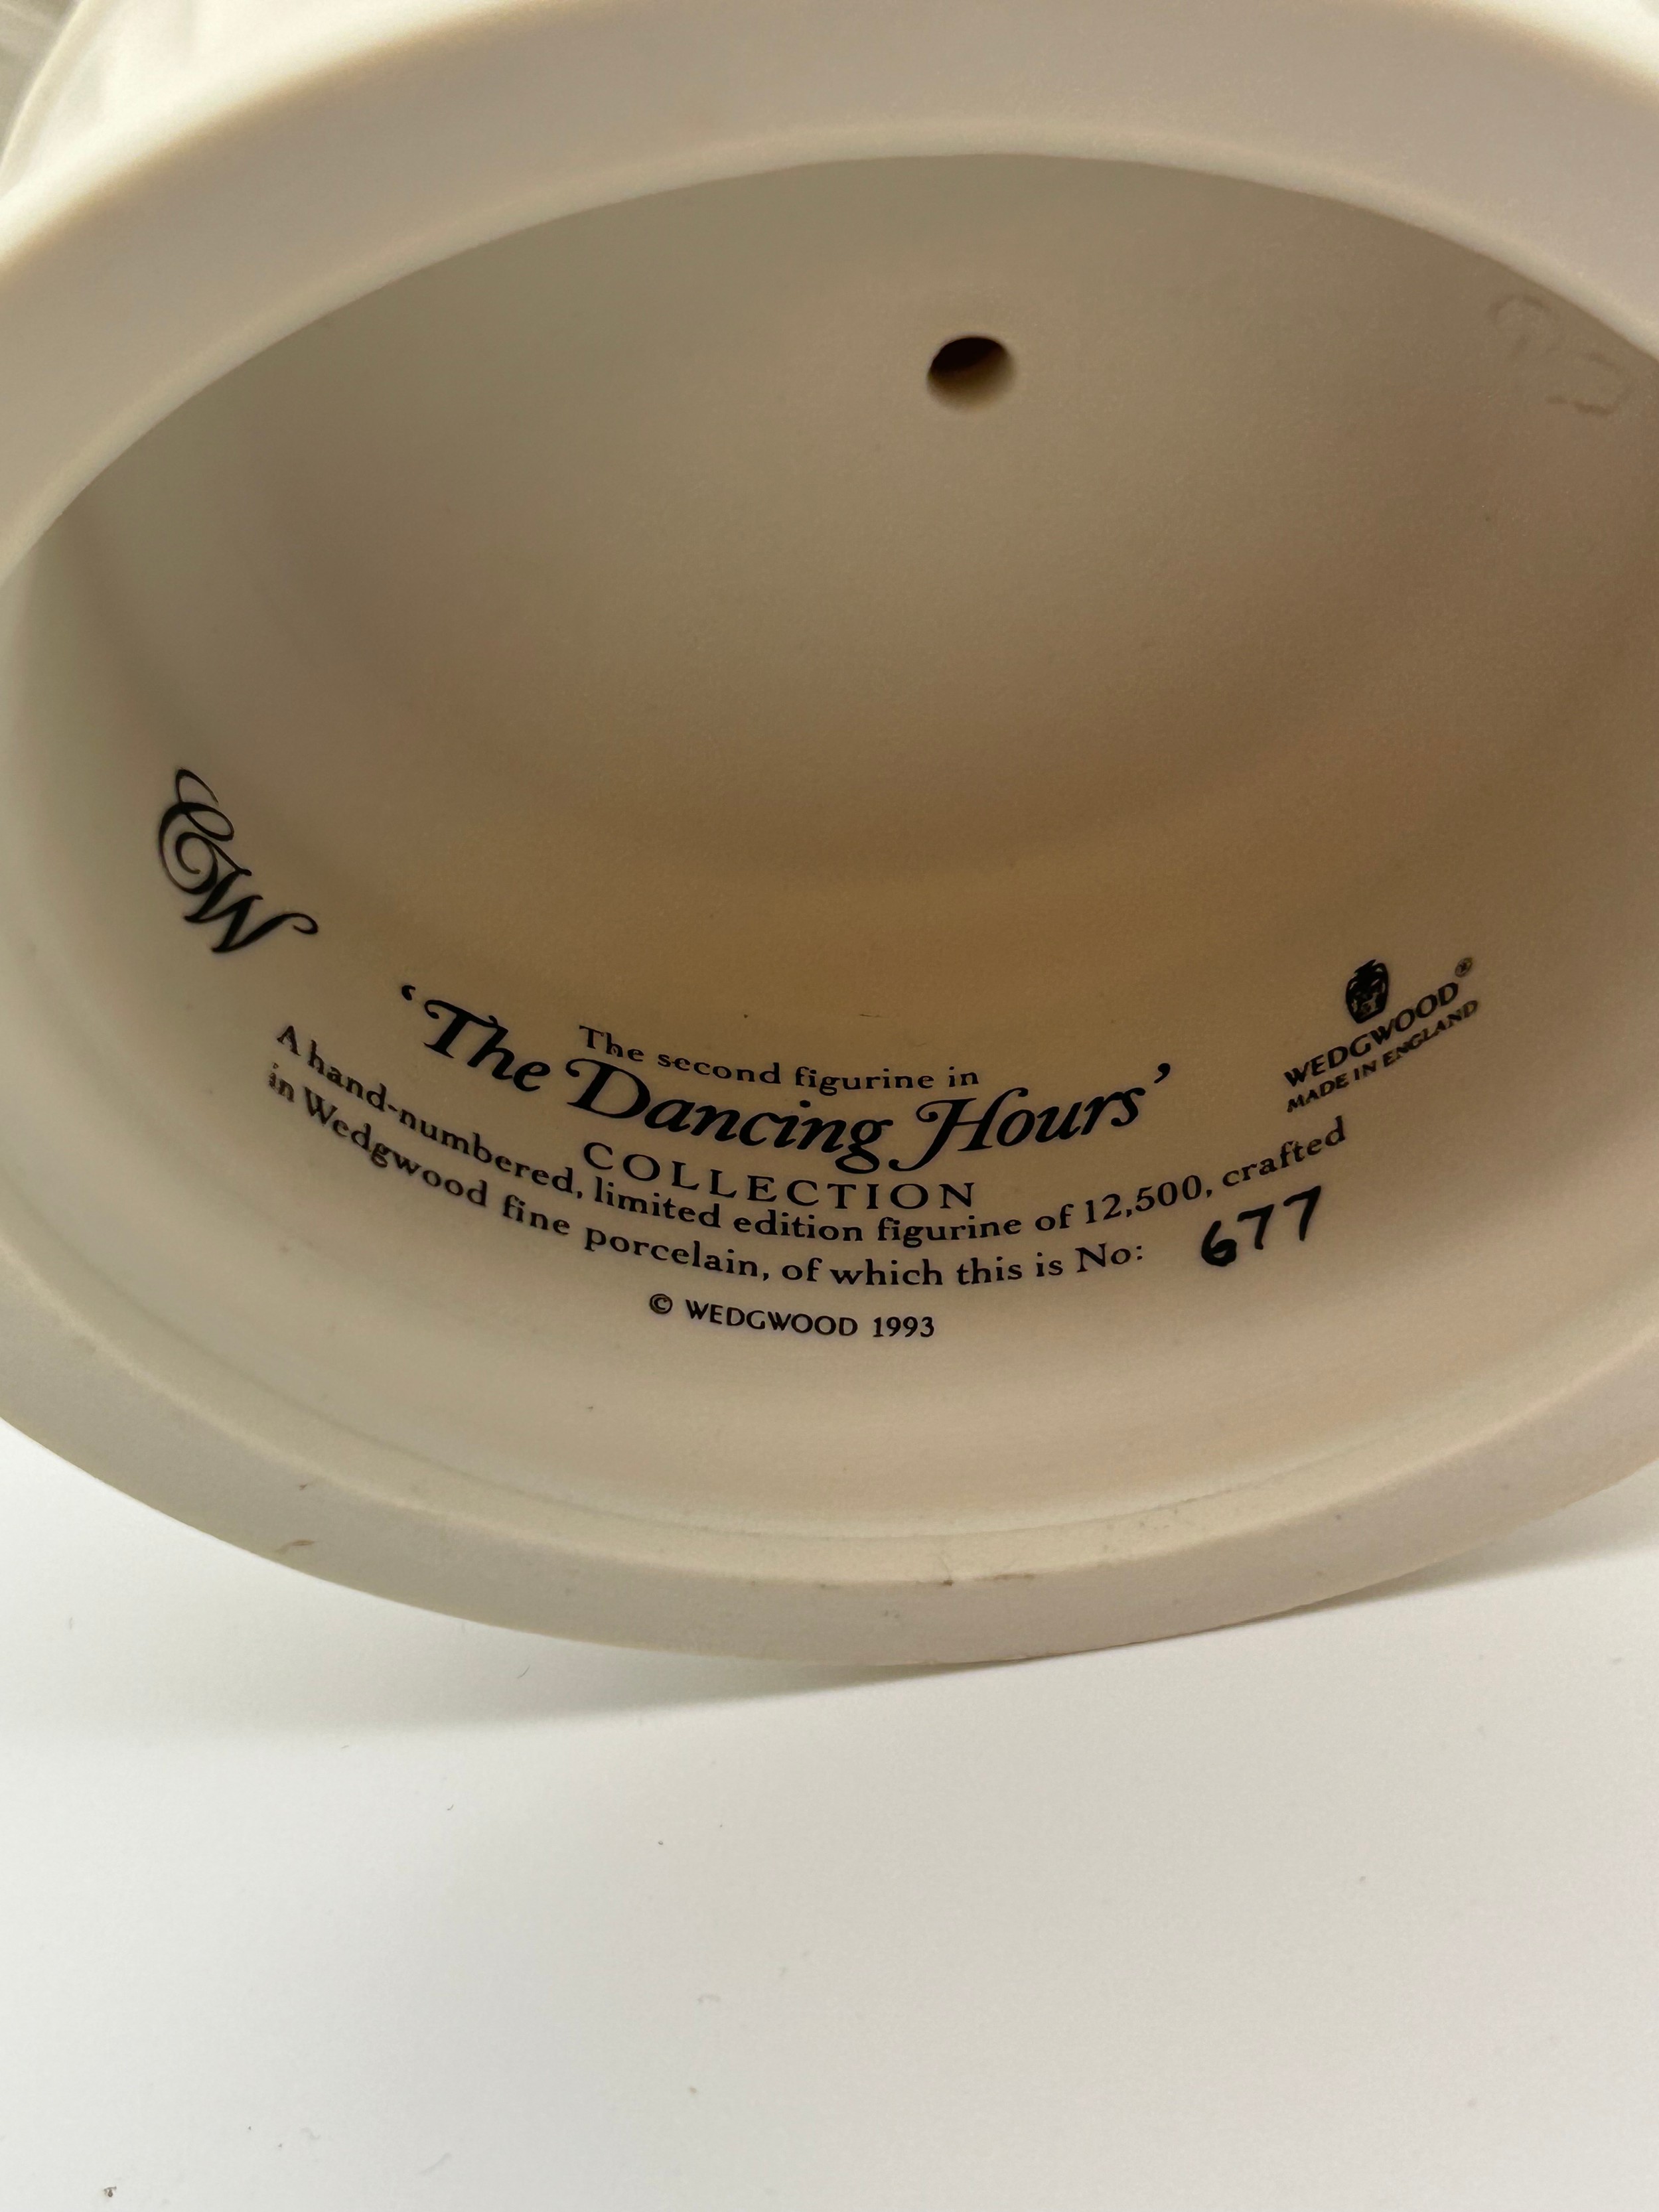 CW
The second figurine in
‘The Dancing Hours’
COLLECTION
A hand-numbered, limited edition figurine of 12,500, crafted
in Wedgwood fine porcelain, of which this is No: 677
© WEDGWOOD 1993
WEDGWOOD®
MADE IN ENGLAND